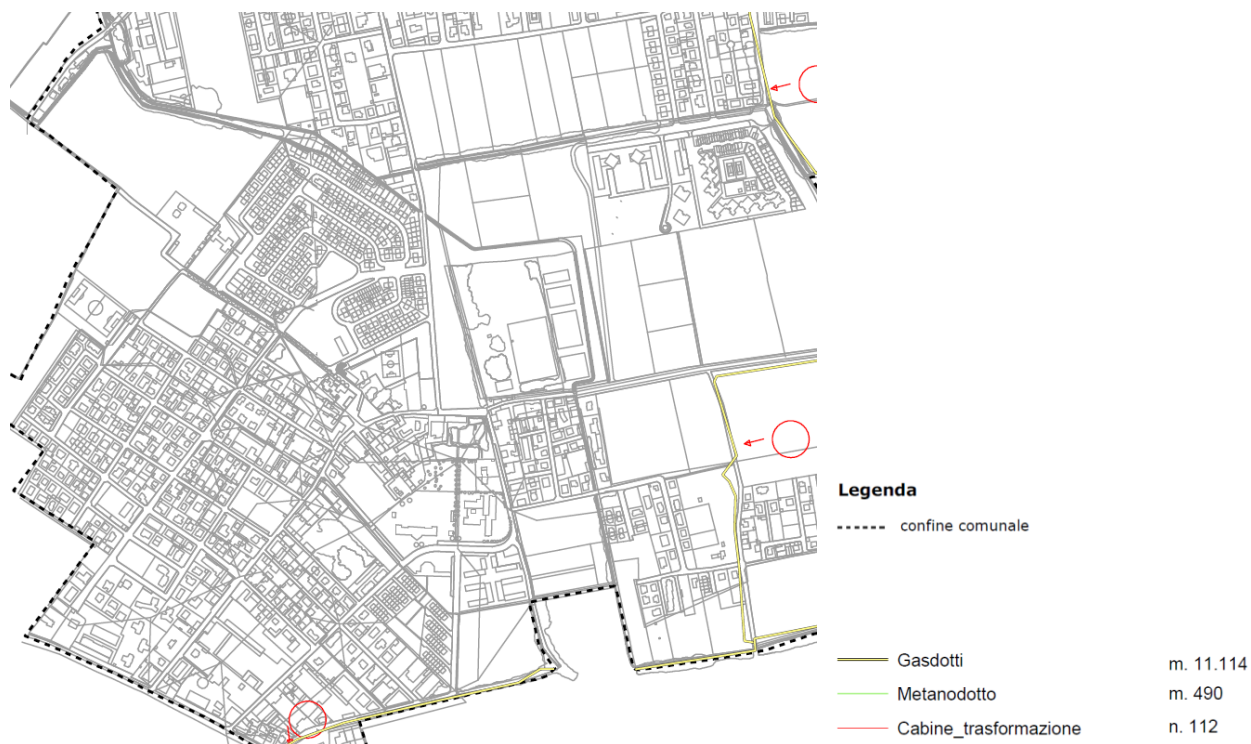 Legenda
confine comunale
Gasdotti m. 11.114
Metanodotto m. 490
Cabine_trasformazione n. 112